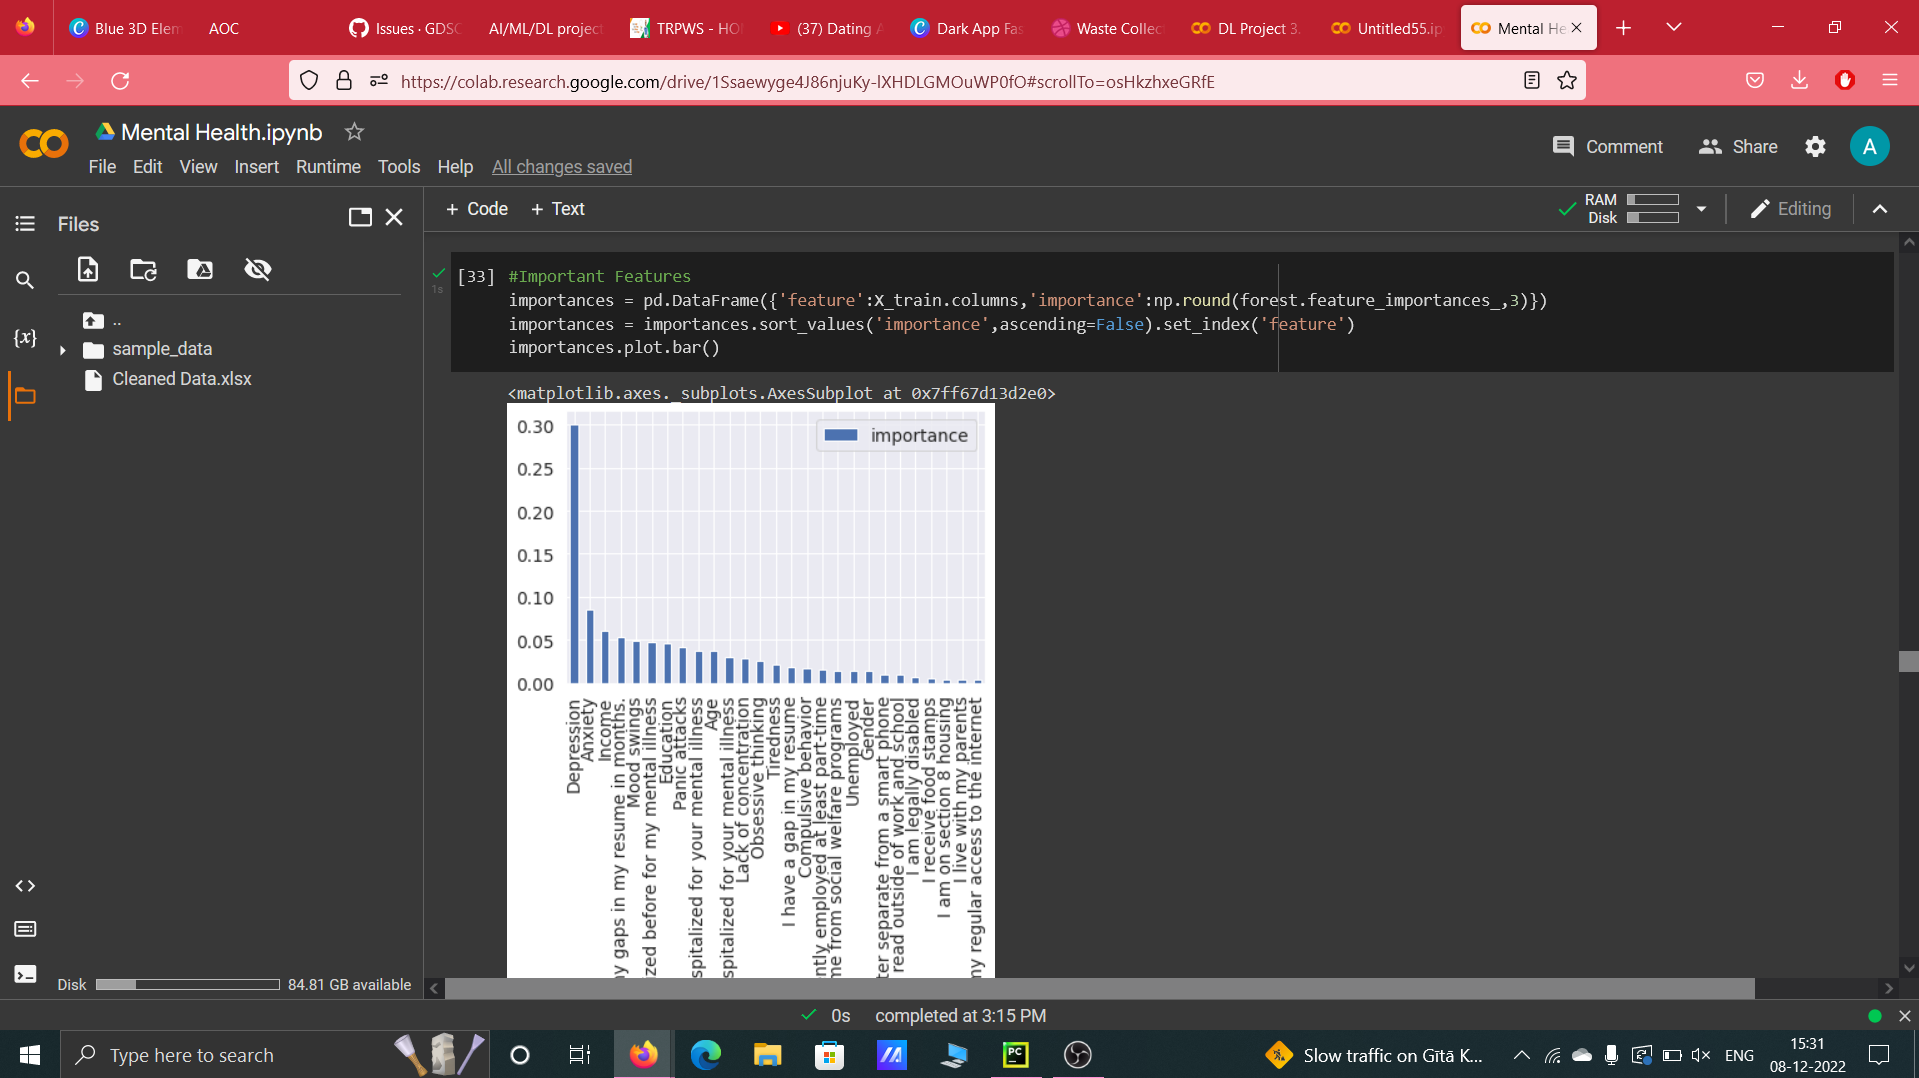 Blue 3D Elem
AOC
Issues · GDSC
AI/ML/DL project
TRPWS - HO
(37) Dating A
Dark App Fas
Waste Collec
DL Project 3.
Untitled55.ip
Mental He
https://colab.research.google.com/drive/1Ssaewyge4J86njuKy-lXHDLGMOuWP0fO#scrollTo=osHkzhxeGRfE
Mental Health.ipynb
Comment
Share
A
File Edit View Insert Runtime Tools Help All changes saved
Files
+ Code + Text
RAM
Disk
Editing
..
sample_data
Cleaned Data.xlsx
{x}
1s
[33] #Important Features
importances = pd.DataFrame({'feature':X_train.columns,'importance':np.round(forest.feature_importances_,3)})
importances = importances.sort_values('importance',ascending=False).set_index('feature')
importances.plot.bar()
<matplotlib.axes._subplots.AxesSubplot at 0x7ff67d13d2e0>
importance
0.30
0.25
0.20
0.15
0.10
0.05
0.00
Depression
Anxiety
Income
y gaps in my resume in months.
Mood swings
zed before for my mental illness
Education
Panic attacks
spitalized for your mental illness
Age
spitalized for your mental illness
Lack of concentration
Obsessive thinking
Tiredness
I have a gap in my resume
Compulsive behavior
ntly employed at least part-time
me from social welfare programs
Unemployed
Gender
ter separate from a smart phone
read outside of work and school
I am legally disabled
I receive food stamps
I am on section 8 housing
I live with my parents
my regular access to the internet
Disk 84.81 GB available
0s completed at 3:15 PM
Type here to search
PC
Slow traffic on Gītā K...
ENG
15:31
08-12-2022